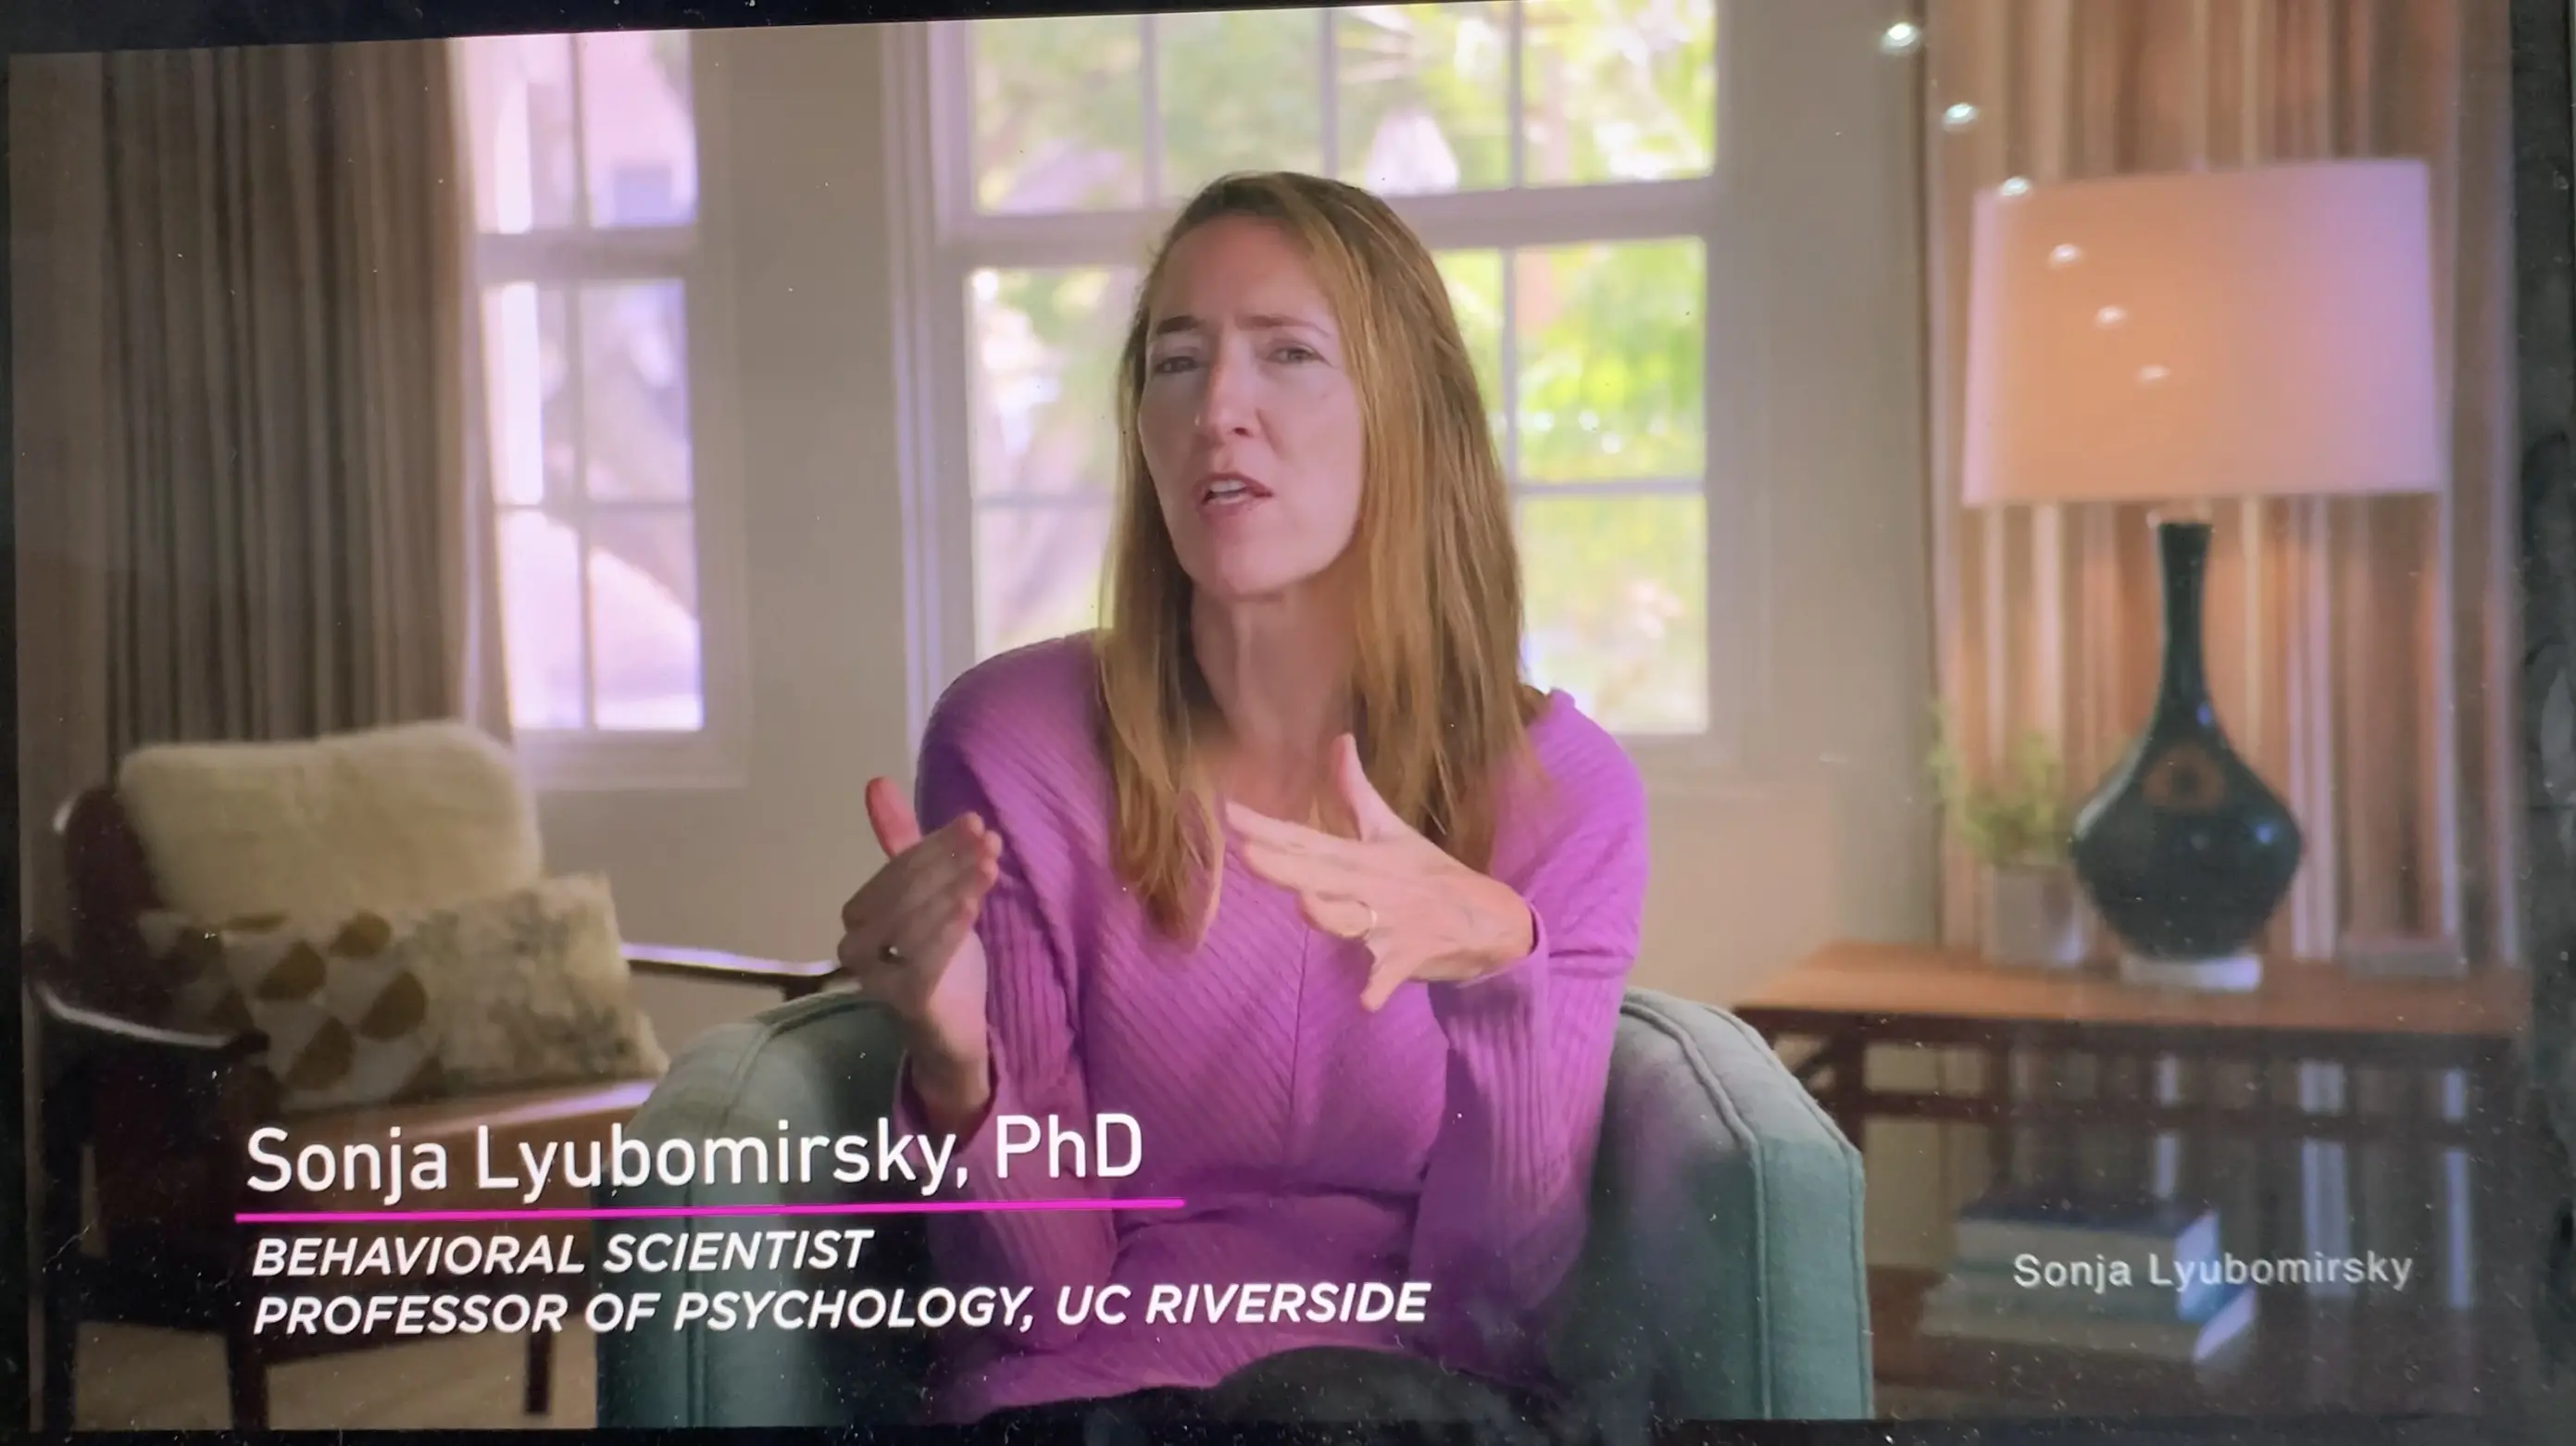 Sonja Lyubomirsky, PhD
BEHAVIORAL SCIENTIST
PROFESSOR OF PSYCHOLOGY, UC RIVERSIDE
Sonja Lyubomirsky